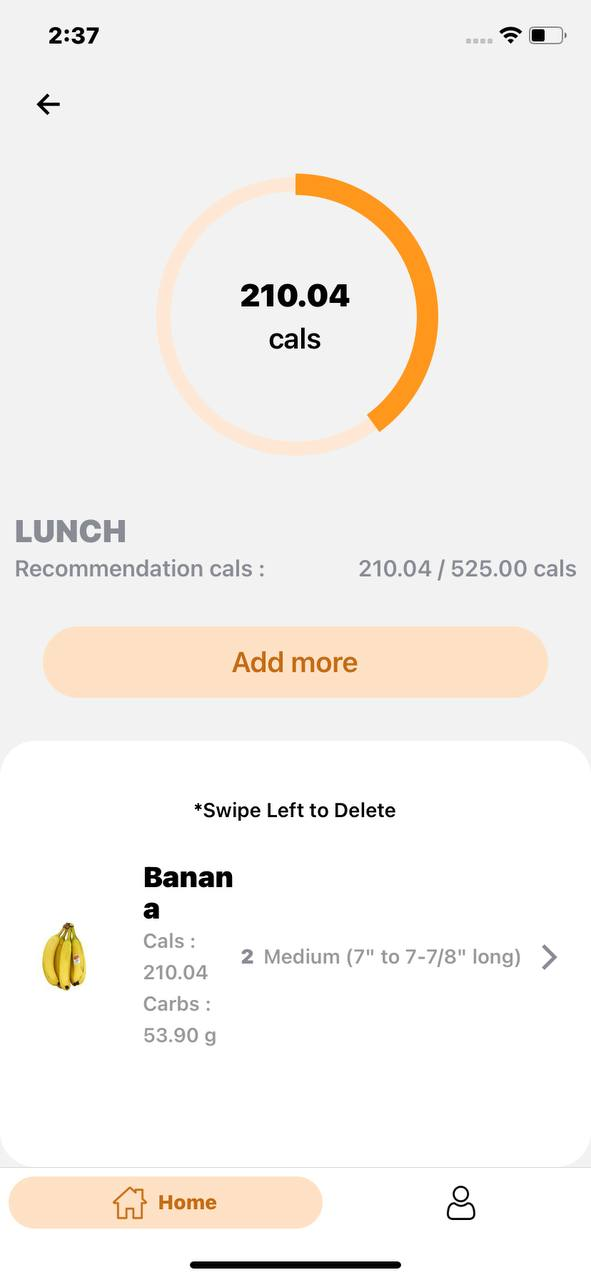 2:37
210.04
cals
LUNCH
Recommendation cals : 210.04 / 525.00 cals
Add more
*Swipe Left to Delete
Banan
a
Cals :
210.04
Carbs :
53.90 g
2 Medium (7" to 7-7/8" long)
Home